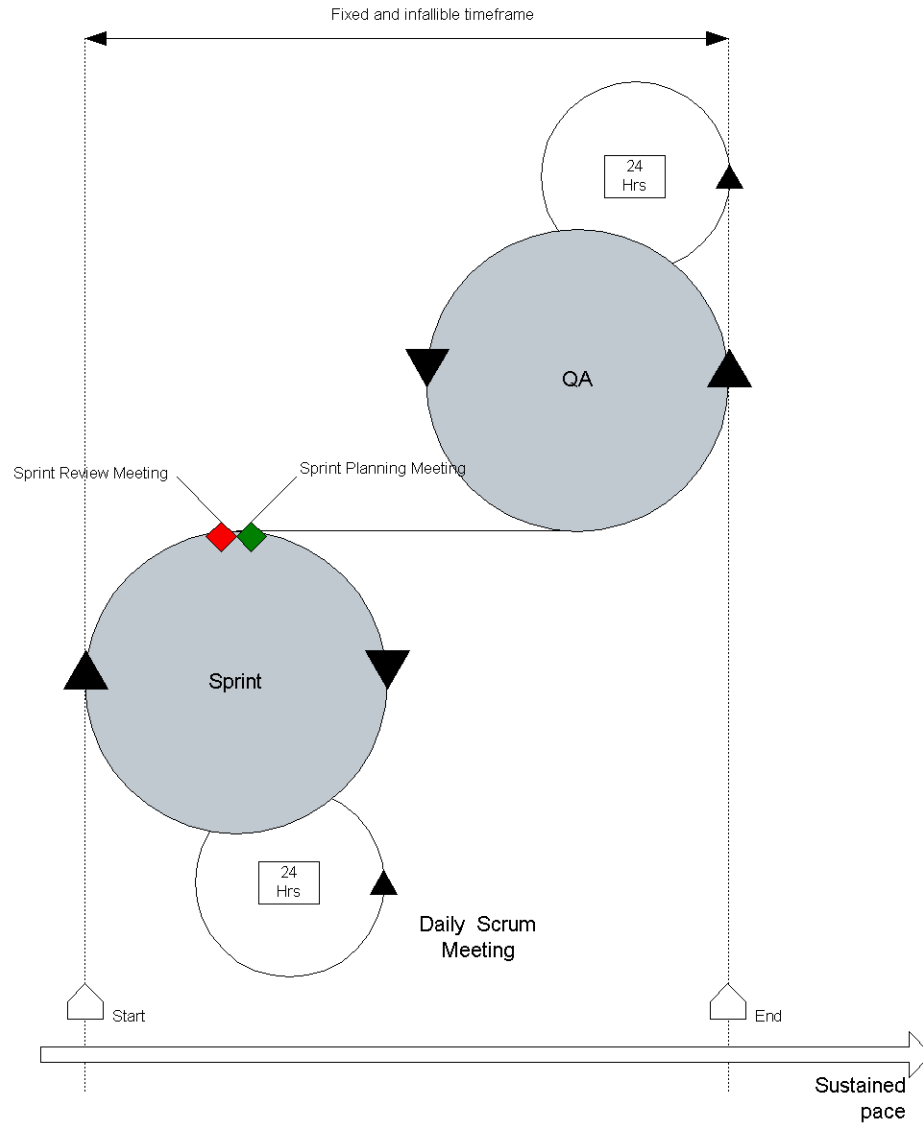 Fixed and infallible timeframe
24
Hrs
QA
Sprint Review Meeting
Sprint Planning Meeting
Sprint
24
Hrs
Daily Scrum
Meeting
Start
End
Sustained
pace